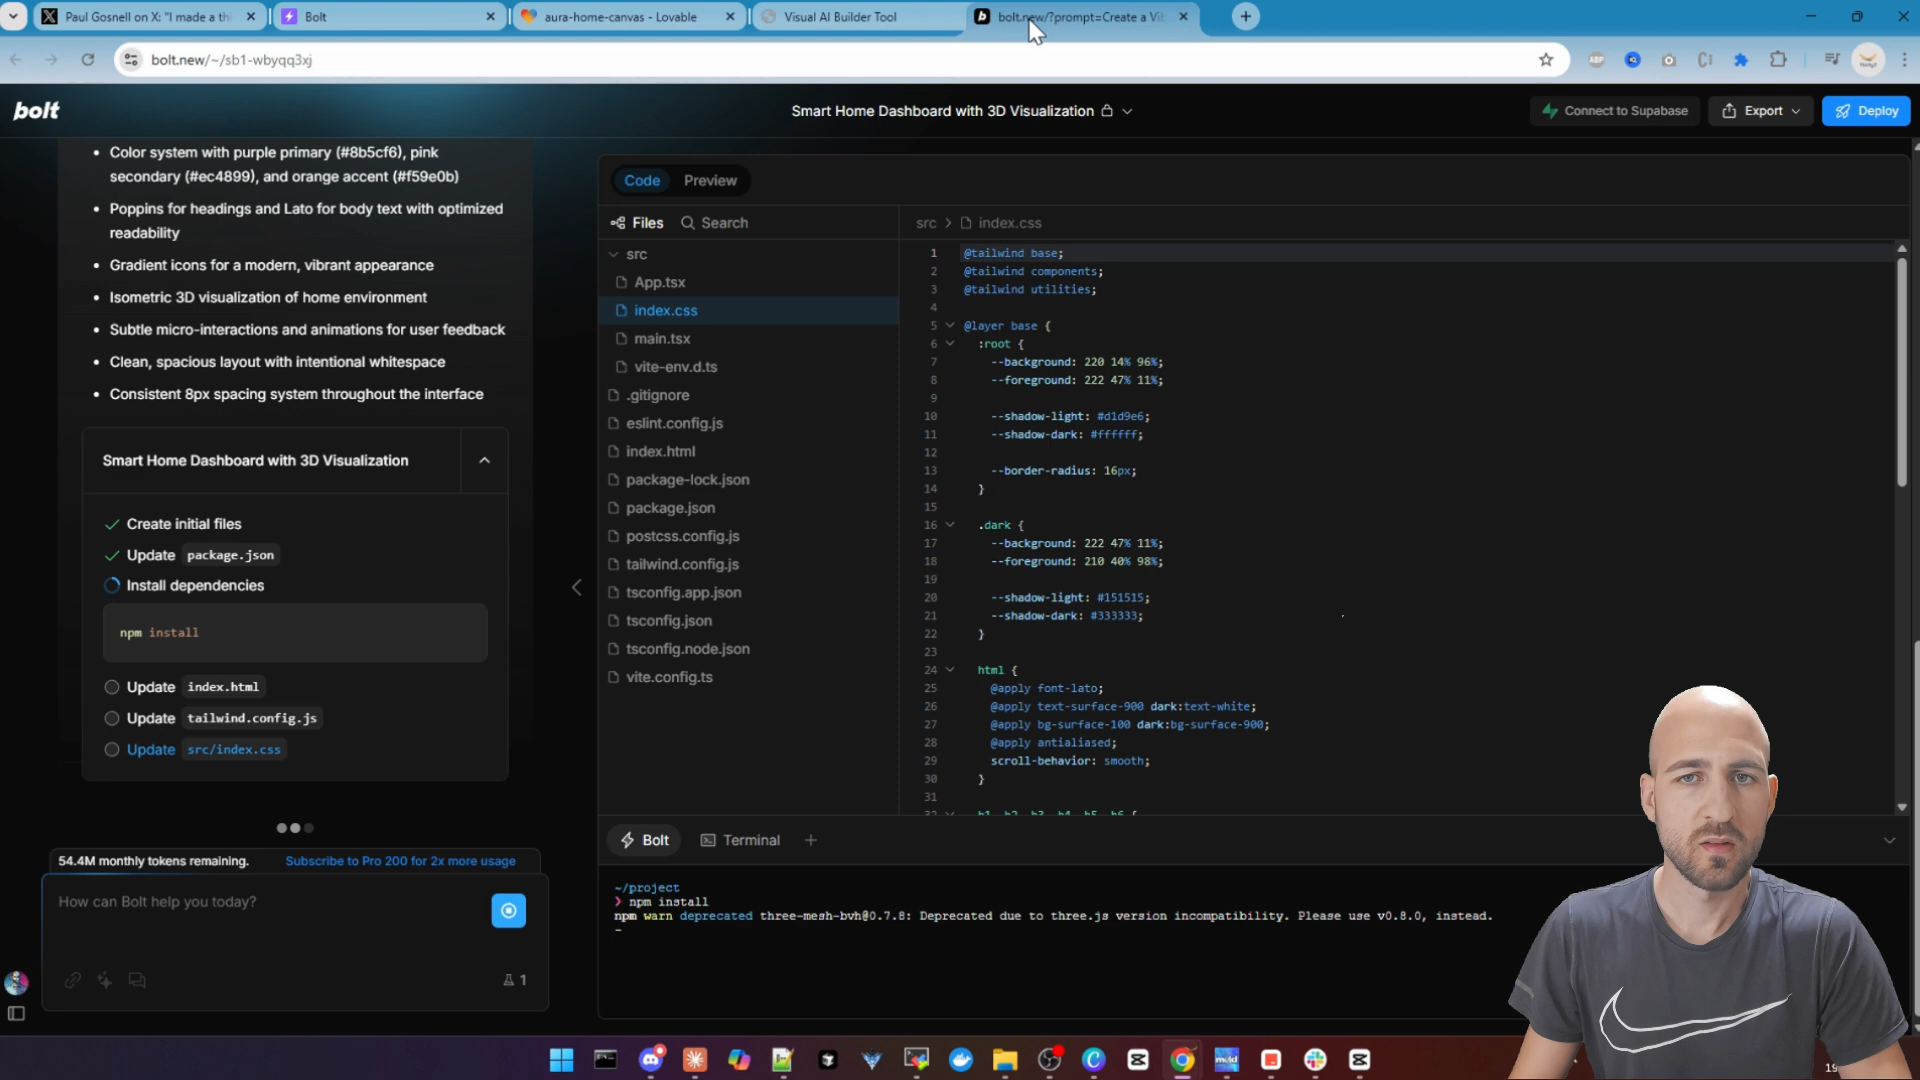 Paul Gosnell on X: "I made a thi
Bolt
aura-home-canvas - Lovable
Visual AI Builder Tool
bolt.new/?prompt=Create a Vib
bolt.new/~/sb1-wbyqq3xj
bolt
Smart Home Dashboard with 3D Visualization
Connect to Supabase
Export
Deploy
Color system with purple primary (#8b5cf6), pink
secondary (#ec4899), and orange accent (#f59e0b)
Poppins for headings and Lato for body text with optimized
readability
Gradient icons for a modern, vibrant appearance
Isometric 3D visualization of home environment
Subtle micro-interactions and animations for user feedback
Clean, spacious layout with intentional whitespace
Consistent 8px spacing system throughout the interface
Smart Home Dashboard with 3D Visualization
Create initial files
Update package.json
Install dependencies
npm install
Update index.html
Update tailwind.config.js
Update src/index.css
54.4M monthly tokens remaining.
Subscribe to Pro 200 for 2x more usage
How can Bolt help you today?
1
Code
Preview
Files
Search
src
App.tsx
index.css
main.tsx
vite-env.d.ts
.gitignore
eslint.config.js
index.html
package-lock.json
package.json
postcss.config.js
tailwind.config.js
tsconfig.app.json
tsconfig.json
tsconfig.node.json
vite.config.ts
src > index.css
1 @tailwind base;
2 @tailwind components;
3 @tailwind utilities;
4
5 @layer base {
6 :root {
7 --background: 220 14% 96%;
8 --foreground: 222 47% 11%;
9
10 --shadow-light: #d1d9e6;
11 --shadow-dark: #ffffff;
12
13 --border-radius: 16px;
14 }
15
16 .dark {
17 --background: 222 47% 11%;
18 --foreground: 210 40% 98%;
19
20 --shadow-light: #151515;
21 --shadow-dark: #333333;
22 }
23
24 html {
25 @apply font-lato;
26 @apply text-surface-900 dark:text-white;
27 @apply bg-surface-100 dark:bg-surface-900;
28 @apply antialiased;
29 scroll-behavior: smooth;
30 }
31
32 h1, h2, h3, h4, h5, h6 {
Bolt
Terminal
~/project
❯ npm install
npm warn deprecated three-mesh-bvh@0.7.8: Deprecated due to three.js version incompatibility. Please use v0.8.0, instead.